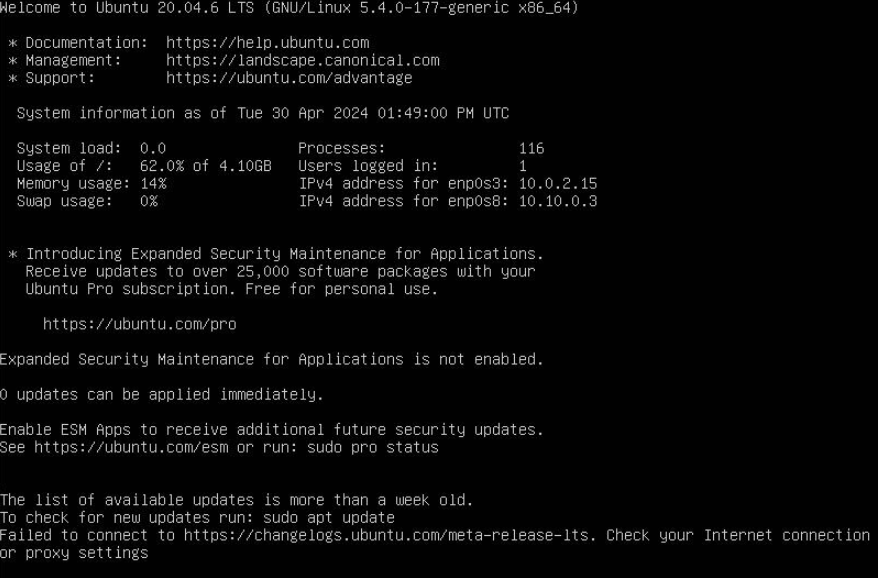 Welcome to Ubuntu 20.04.6 LTS (GNU/Linux 5.4.0-177-generic x86_64)
* Documentation: https://help.ubuntu.com
* Management: https://landscape.canonical.com
* Support: https://ubuntu.com/advantage
System information as of Tue 30 Apr 2024 01:49:00 PM UTC
System load: 0.0 Processes: 116
Usage of /: 62.0% of 4.10GB Users logged in: 1
Memory usage: 14% IPv4 address for enp0s3: 10.0.2.15
Swap usage: 0% IPv4 address for enp0s8: 10.10.0.3
* Introducing Expanded Security Maintenance for Applications.
Receive updates to over 25,000 software packages with your
Ubuntu Pro subscription. Free for personal use.
https://ubuntu.com/pro
Expanded Security Maintenance for Applications is not enabled.
0 updates can be applied immediately.
Enable ESM Apps to receive additional future security updates.
See https://ubuntu.com/esm or run: sudo pro status
The list of available updates is more than a week old.
To check for new updates run: sudo apt update
Failed to connect to https://changelogs.ubuntu.com/meta-release-lts. Check your Internet connection
or proxy settings